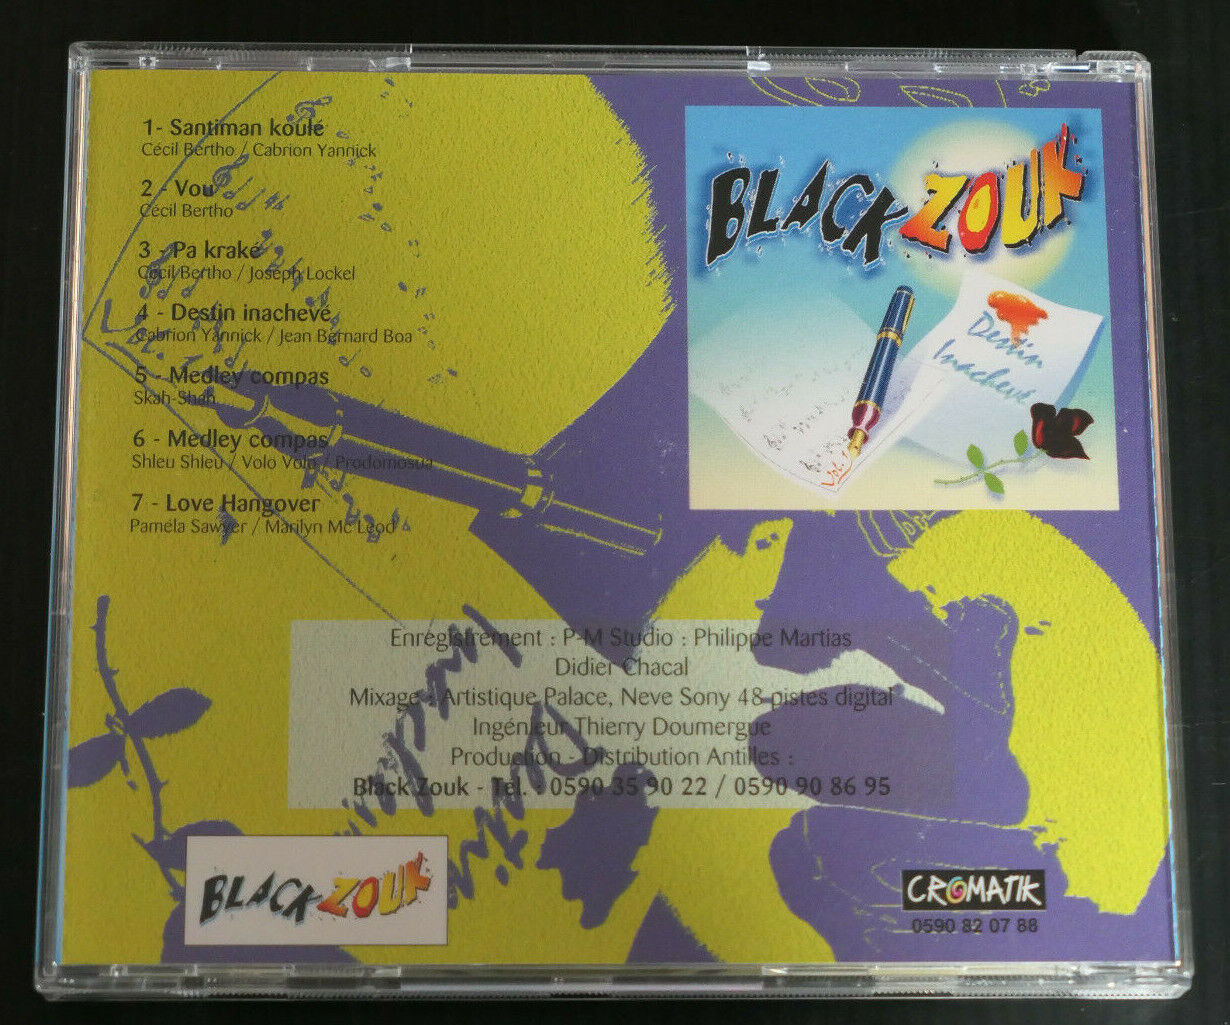 1- Santiman koulé
Cécil Bertho / Cabrion Yannick
2 - Vou
Cécil Bertho
3 - Pa kraké
Cécil Bertho / Joseph Lockel
4 - Destin inachevé
Cabrion Yannick / Jean Bernard Boa
5 - Medley compas
Skah-Shah
6 - Medley compas
Shleu Shleu / Volo Volo /
7 - Love Hangover
Pamela Sawyer / Marilyn Mc Leod
BLACK ZOUK
Destin
Inachevé
Vol. 1
Enregistrement : P-M Studio : Philippe Martias
Didier Chacal
Mixage : Artistique Palace, Neve Sony 48 pistes digital
Ingénieur Thierry Doumergue
Production - Distribution Antilles :
Black Zouk - Tel. : 0590 35 90 22 / 0590 90 86 95
BLACK ZOUK
CROMATIK
0590 82 07 88